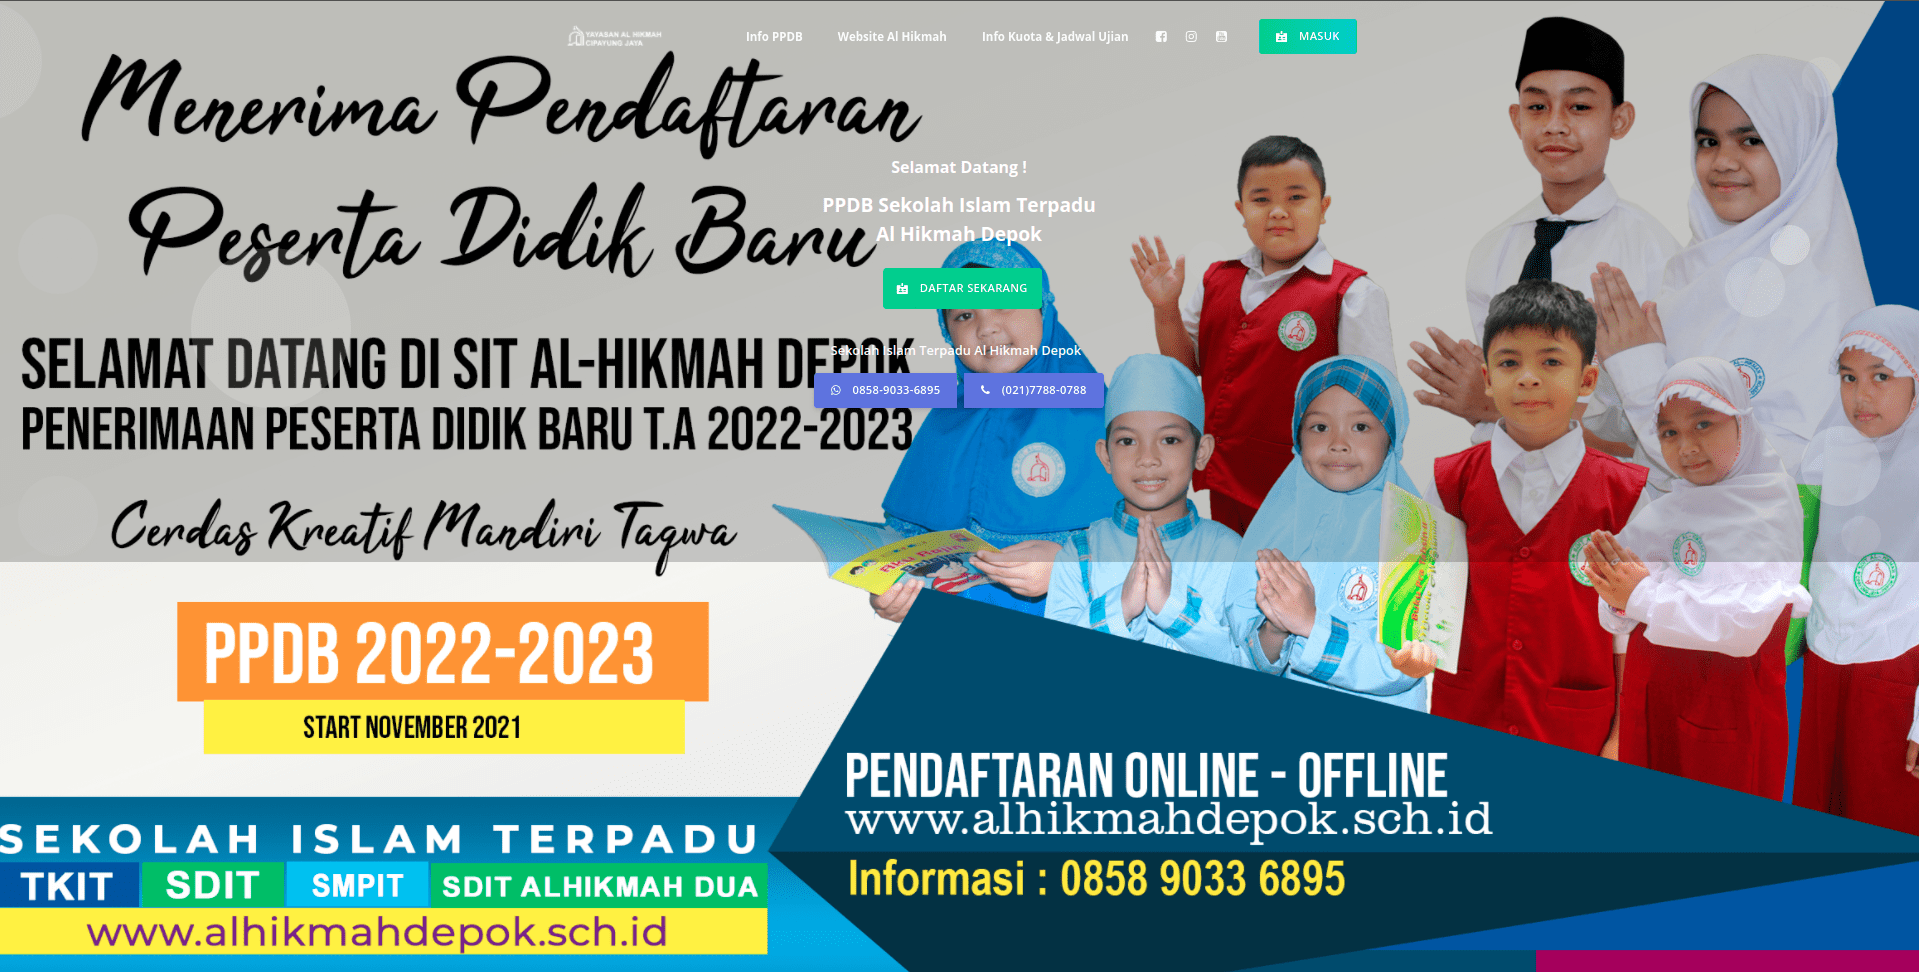 YAYASAN AL HIKMAH
CIPAYUNG JAYA
Info PPDB
Website Al Hikmah
Info Kuota & Jadwal Ujian
MASUK
Menerima Pendaftaran
Peserta Didik Baru
Selamat Datang !
PPDB Sekolah Islam Terpadu
Al Hikmah Depok
DAFTAR SEKARANG
SELAMAT DATANG DI SIT AL-HIKMAH DEPOK
PENERIMAAN PESERTA DIDIK BARU T.A 2022-2023
Sekolah Islam Terpadu Al Hikmah Depok
0858-9033-6895
(021)7788-0788
Cerdas Kreatif Mandiri Taqwa
PPDB 2022-2023
START NOVEMBER 2021
PENDAFTARAN ONLINE - OFFLINE
www.alhikmahdepok.sch.id
Informasi : 0858 9033 6895
SEKOLAH ISLAM TERPADU
TKIT
SDIT
SMPIT
SDIT ALHIKMAH DUA
www.alhikmahdepok.sch.id